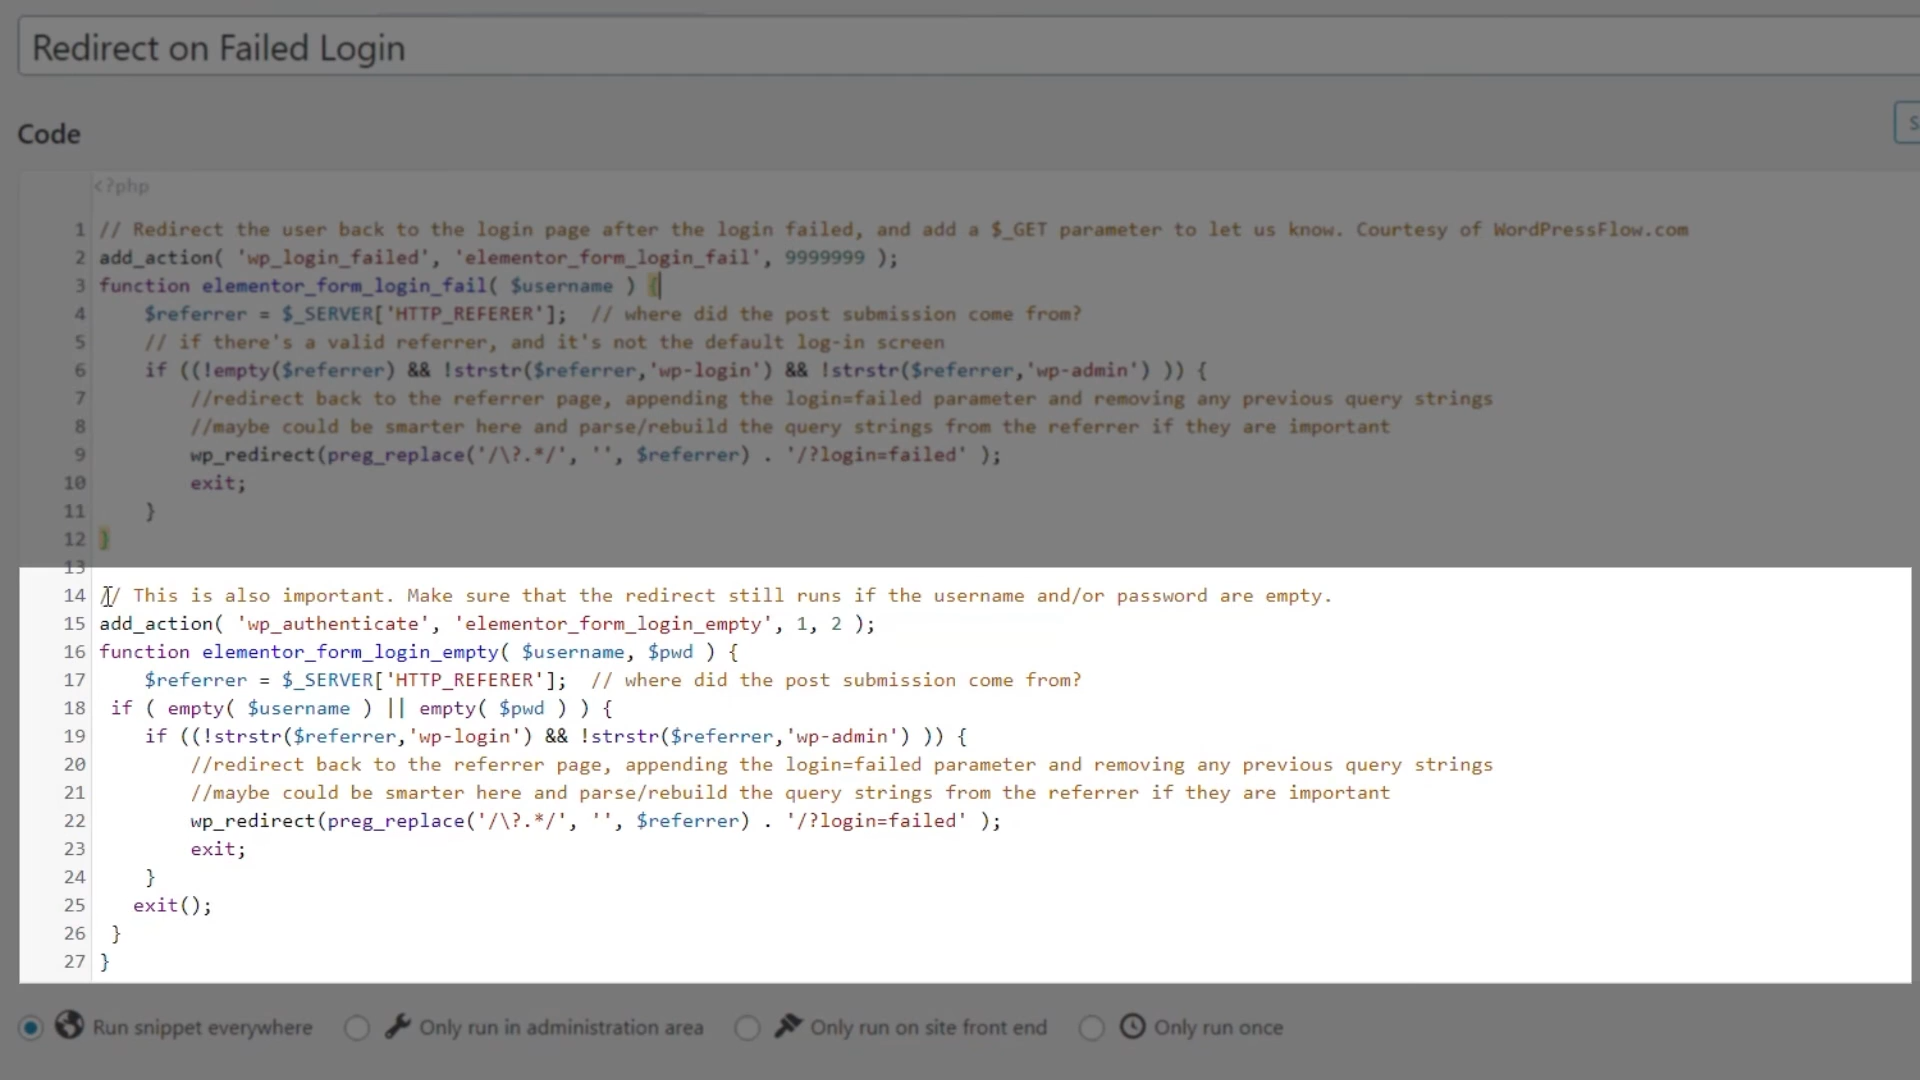 Redirect on Failed Login
Code
S
<?php
1 // Redirect the user back to the login page after the login failed, and add a $_GET parameter to let us know. Courtesy of WordPressFlow.com
2 add_action( 'wp_login_failed', 'elementor_form_login_fail', 9999999 );
3 function elementor_form_login_fail( $username ) {
4     $referrer = $_SERVER['HTTP_REFERER'];  // where did the post submission come from?
5     // if there's a valid referrer, and it's not the default log-in screen
6     if ((!empty($referrer) && !strstr($referrer,'wp-login') && !strstr($referrer,'wp-admin') )) {
7         //redirect back to the referrer page, appending the login=failed parameter and removing any previous query strings
8         //maybe could be smarter here and parse/rebuild the query strings from the referrer if they are important
9         wp_redirect(preg_replace('/\?.*/', '', $referrer) . '/?login=failed' );
10         exit;
11     }
12 }
13
14 // This is also important. Make sure that the redirect still runs if the username and/or password are empty.
15 add_action( 'wp_authenticate', 'elementor_form_login_empty', 1, 2 );
16 function elementor_form_login_empty( $username, $pwd ) {
17     $referrer = $_SERVER['HTTP_REFERER'];  // where did the post submission come from?
18  if ( empty( $username ) || empty( $pwd ) ) {
19     if ((!strstr($referrer,'wp-login') && !strstr($referrer,'wp-admin') )) {
20         //redirect back to the referrer page, appending the login=failed parameter and removing any previous query strings
21         //maybe could be smarter here and parse/rebuild the query strings from the referrer if they are important
22         wp_redirect(preg_replace('/\?.*/', '', $referrer) . '/?login=failed' );
23         exit;
24     }
25    exit();
26  }
27 }
Run snippet everywhere Only run in administration area Only run on site front end Only run once